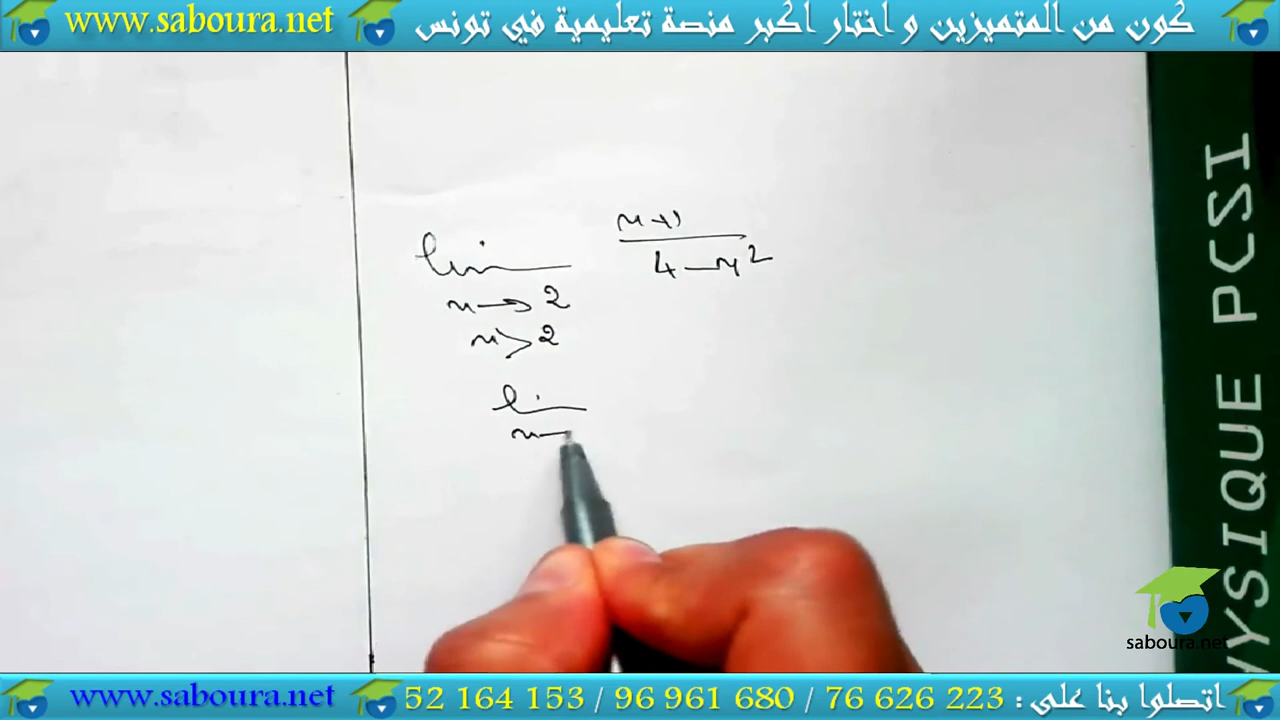 www.saboura.net كون من المتميزين و اختار اكبر منصة تعليمية في تونس
lim x+1 / 4-x²
x→2
x>2
lim
x-
PHYSIQUE PCSI
saboura.net
www.saboura.net 52 164 153 / 96 961 680 / 76 626 223 : اتصلوا بنا على